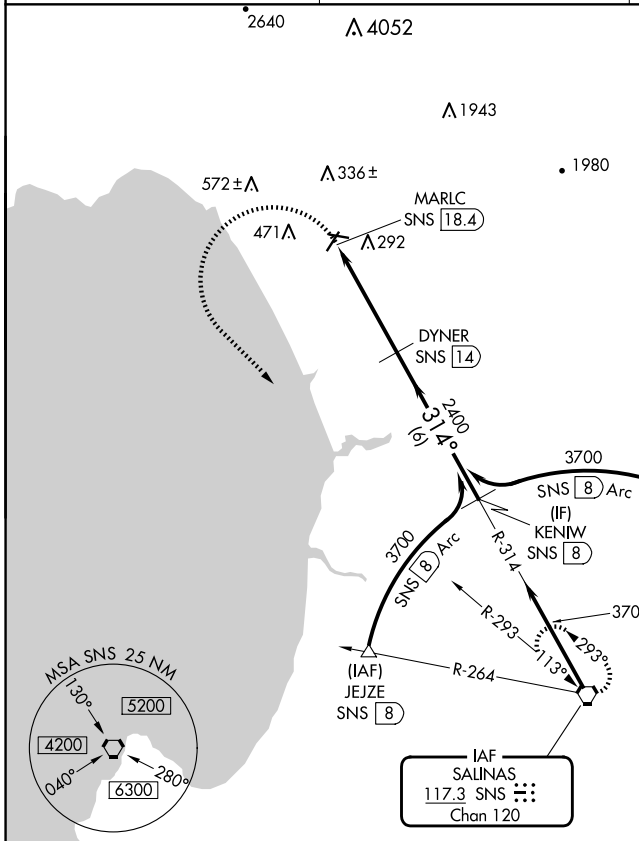 2640
4052
1943
1980
572±
336±
MARLC
SNS 18.4
471
292
DYNER
SNS 14
2400
314°
(6)
3700
SNS 8 Arc
(IF)
KENIW
SNS 8
3700
SNS 8 Arc
R-314
370
R-293
293°
113°
R-264
(IAF)
JEJZE
SNS 8
MSA SNS 25 NM
130°
5200
4200
040°
280°
6300
IAF
SALINAS
117.3 SNS
Chan 120